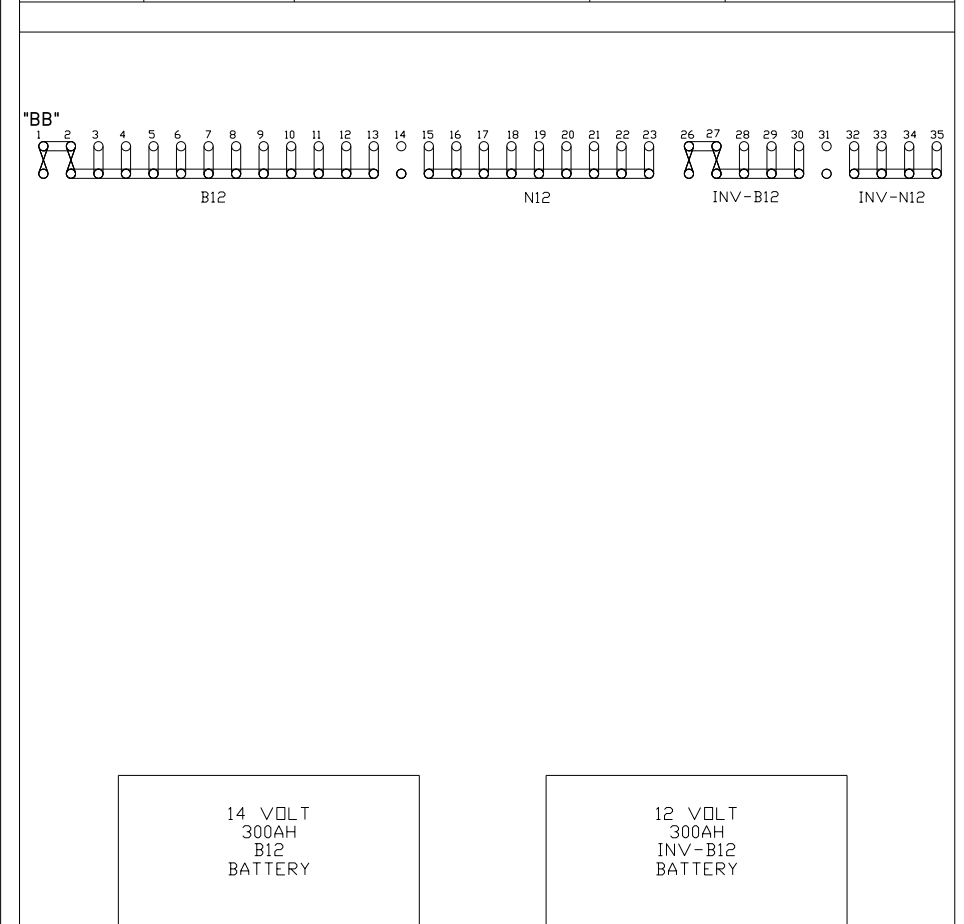 "BB"
1 2 3 4 5 6 7 8 9 10 11 12 13 14 15 16 17 18 19 20 21 22 23 26 27 28 29 30 31 32 33 34 35
B12 N12 INV-B12 INV-N12
14 VOLT
300AH
B12
BATTERY
12 VOLT
300AH
INV-B12
BATTERY